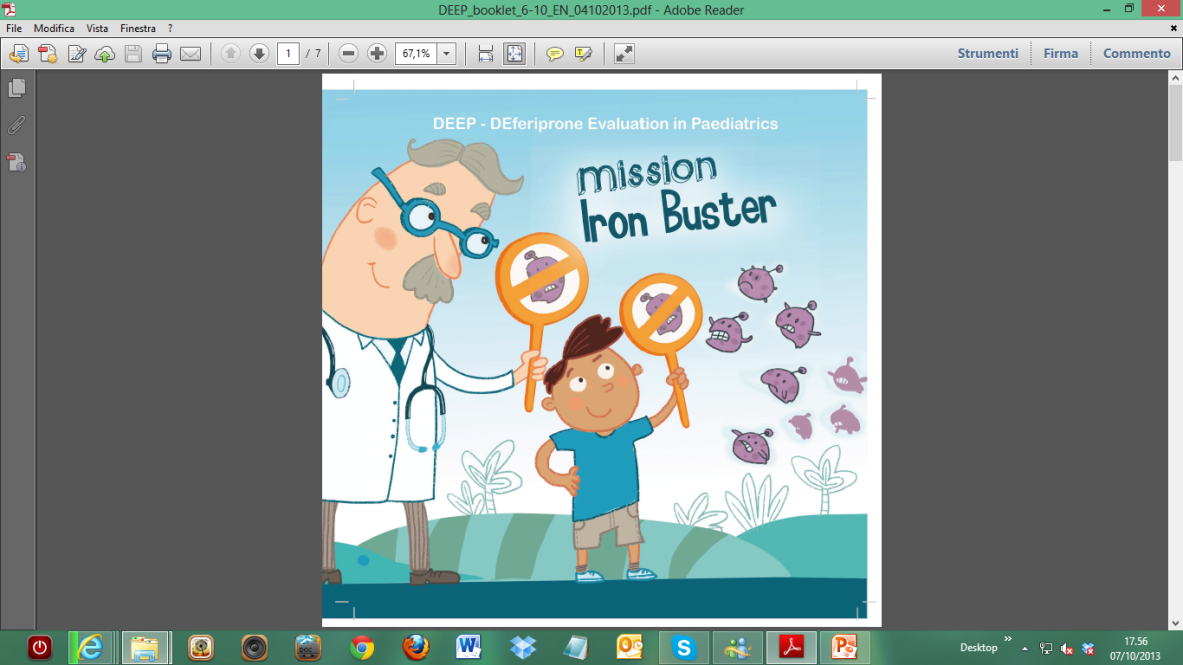 DEEP_booklet_6-10_EN_04102013.pdf - Adobe Reader
File Modifica Vista Finestra ?
1 / 7 67,1% Strumenti Firma Commento
DEEP - DEferiprone Evaluation in Paediatrics
mission
Iron Buster
Desktop
17.56
07/10/2013